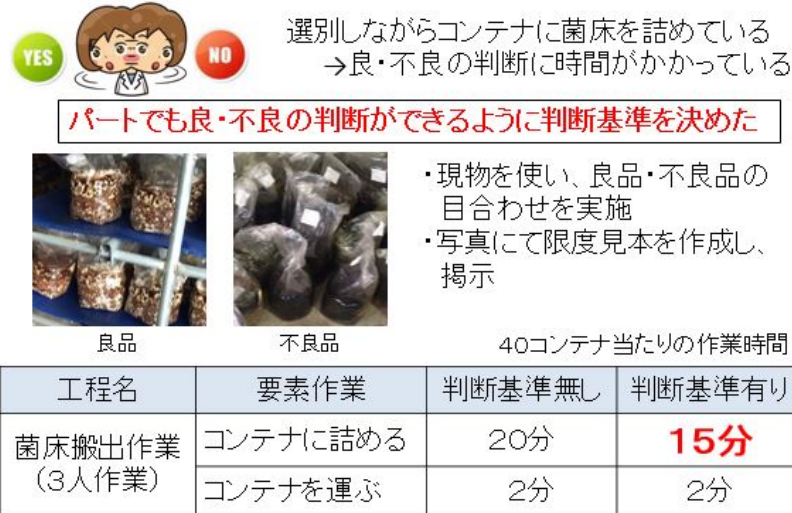 YES
NO
選別しながらコンテナに菌床を詰めている
→良・不良の判断に時間がかかっている
パートでも良・不良の判断ができるように判断基準を決めた
・現物を使い、良品・不良品の
目合わせを実施
・写真にて限度見本を作成し、
掲示
良品
不良品
40コンテナ当たりの作業時間
工程名 要素作業 判断基準無し 判断基準有り
菌床搬出作業
(3人作業)
コンテナに詰める 20分 15分
コンテナを運ぶ 2分 2分